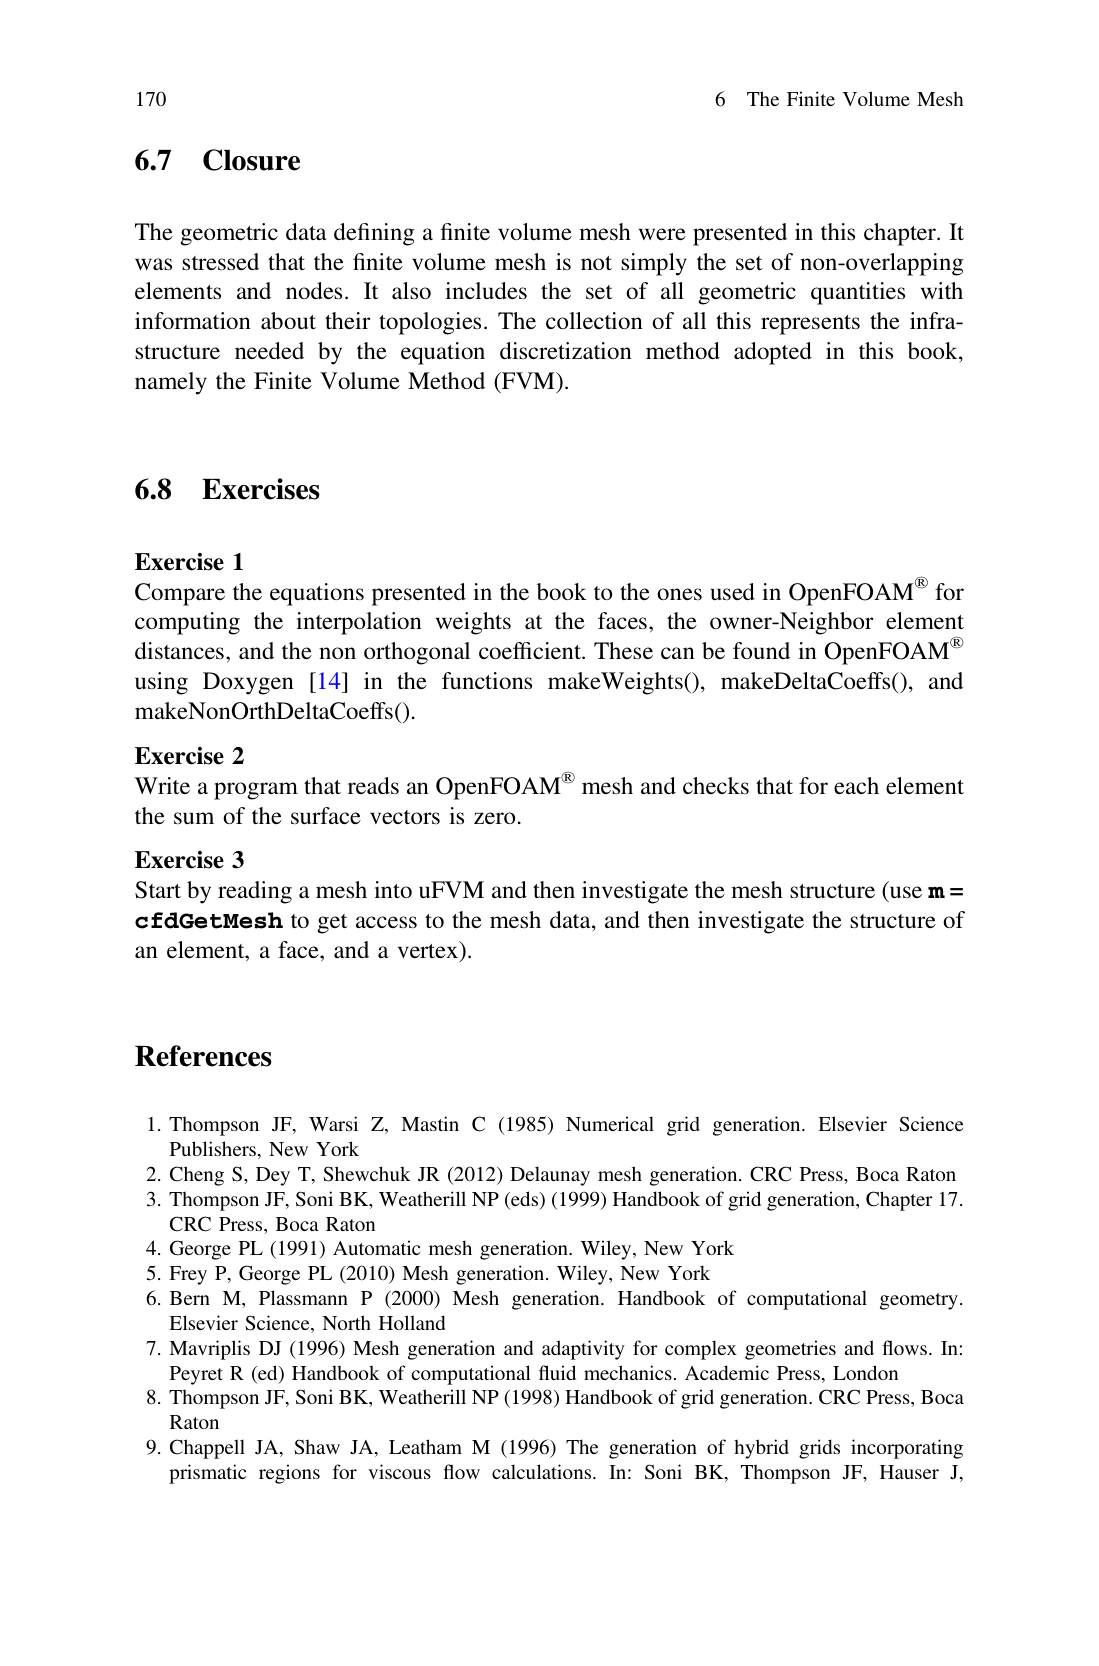 170
6 The Finite Volume Mesh
6.7 Closure
The geometric data defining a finite volume mesh were presented in this chapter. It
was stressed that the finite volume mesh is not simply the set of non-overlapping
elements and nodes. It also includes the set of all geometric quantities with
information about their topologies. The collection of all this represents the infra-
structure needed by the equation discretization method adopted in this book,
namely the Finite Volume Method (FVM).
6.8 Exercises
Exercise 1
Compare the equations presented in the book to the ones used in OpenFOAM® for
computing the interpolation weights at the faces, the owner-Neighbor element
distances, and the non orthogonal coefficient. These can be found in OpenFOAM®
using Doxygen [14] in the functions makeWeights(), makeDeltaCoeffs(), and
makeNonOrthDeltaCoeffs().
Exercise 2
Write a program that reads an OpenFOAM® mesh and checks that for each element
the sum of the surface vectors is zero.
Exercise 3
Start by reading a mesh into uFVM and then investigate the mesh structure (use m =
cfdGetMesh to get access to the mesh data, and then investigate the structure of
an element, a face, and a vertex).
References
1. Thompson JF, Warsi Z, Mastin C (1985) Numerical grid generation. Elsevier Science
Publishers, New York
2. Cheng S, Dey T, Shewchuk JR (2012) Delaunay mesh generation. CRC Press, Boca Raton
3. Thompson JF, Soni BK, Weatherill NP (eds) (1999) Handbook of grid generation, Chapter 17.
CRC Press, Boca Raton
4. George PL (1991) Automatic mesh generation. Wiley, New York
5. Frey P, George PL (2010) Mesh generation. Wiley, New York
6. Bern M, Plassmann P (2000) Mesh generation. Handbook of computational geometry.
Elsevier Science, North Holland
7. Mavriplis DJ (1996) Mesh generation and adaptivity for complex geometries and flows. In:
Peyret R (ed) Handbook of computational fluid mechanics. Academic Press, London
8. Thompson JF, Soni BK, Weatherill NP (1998) Handbook of grid generation. CRC Press, Boca
Raton
9. Chappell JA, Shaw JA, Leatham M (1996) The generation of hybrid grids incorporating
prismatic regions for viscous flow calculations. In: Soni BK, Thompson JF, Hauser J,